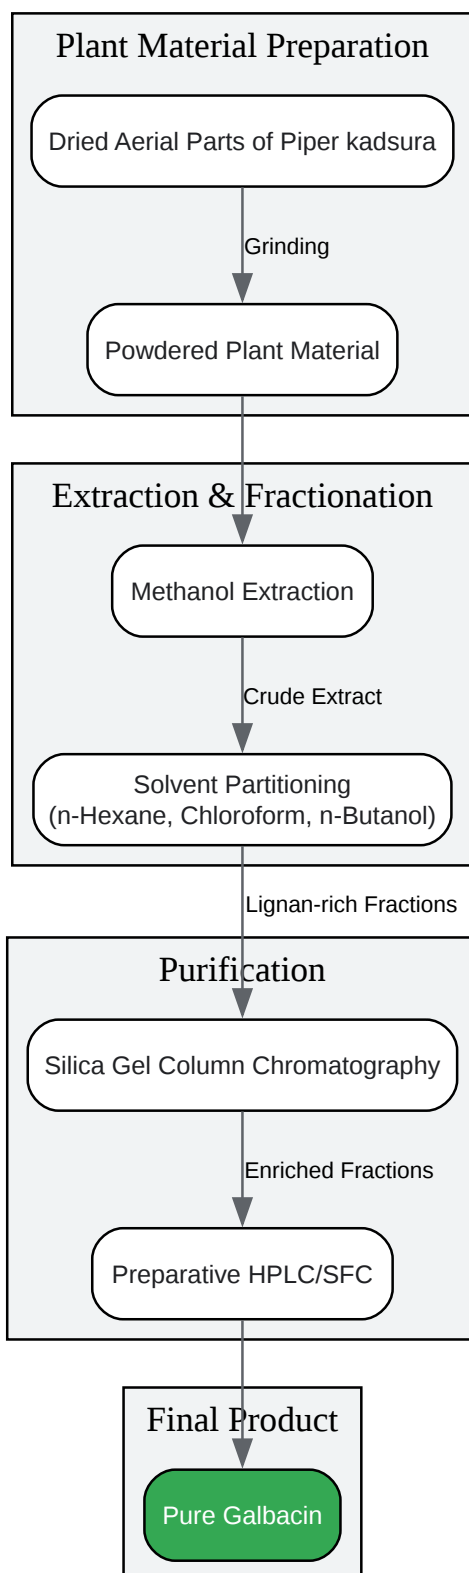 Plant Material Preparation
Dried Aerial Parts of Piper kadsura
Grinding
Powdered Plant Material
Extraction & Fractionation
Methanol Extraction
Crude Extract
Solvent Partitioning
(n-Hexane, Chloroform, n-Butanol)
Lignan-rich Fractions
Purification
Silica Gel Column Chromatography
Enriched Fractions
Preparative HPLC/SFC
Final Product
Pure Galbacin